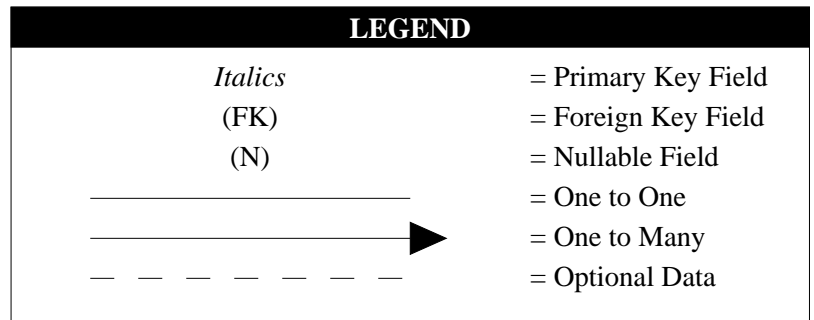 LEGEND
Italics = Primary Key Field
(FK) = Foreign Key Field
(N) = Nullable Field
= One to One
= One to Many
= Optional Data